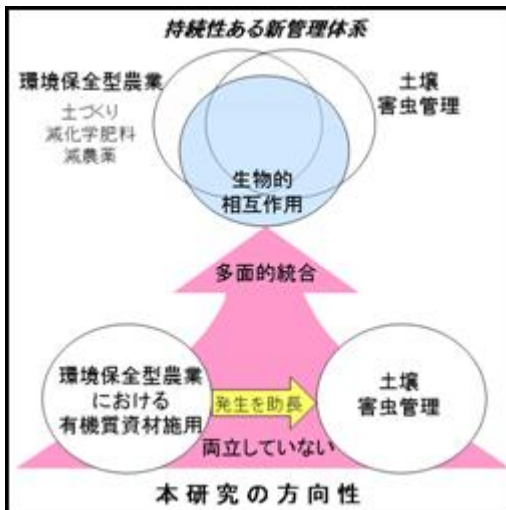 持続性ある新管理体系
環境保全型農業
土づくり
減化学肥料
減農薬
土壌
害虫管理
生物的
相互作用
多面的統合
環境保全型農業
における
有機質資材施用
発生を助長
土壌
害虫管理
両立していない
本研究の方向性